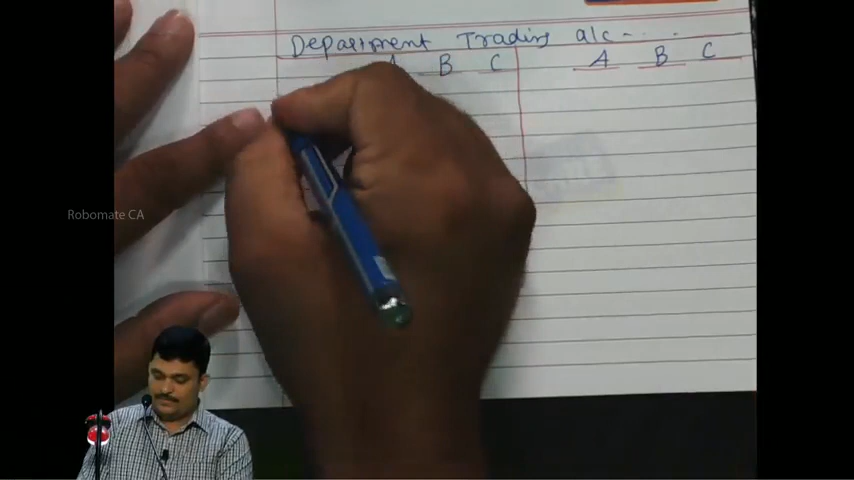 Department Trading a/c - . . .
A B C A B C
Robomate CA